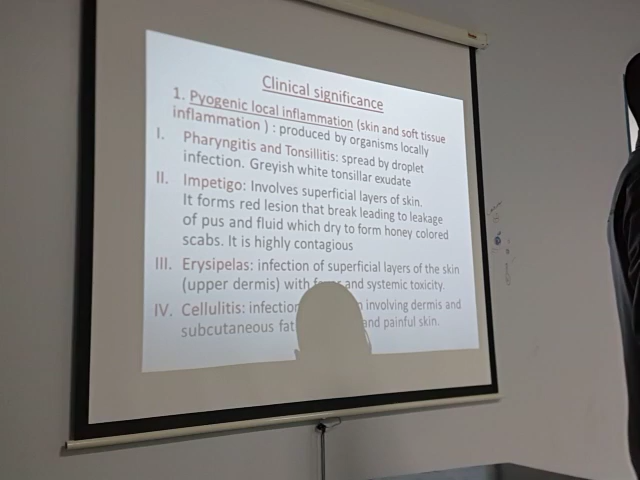 Clinical significance
1. Pyogenic local inflammation (skin and soft tissue
inflammation ) : produced by organisms locally
I. Pharyngitis and Tonsillitis: spread by droplet
infection. Greyish white tonsillar exudate
II. Impetigo: Involves superficial layers of skin.
It forms red lesion that break leading to leakage
of pus and fluid which dry to form honey colored
scabs. It is highly contagious
III. Erysipelas: infection of superficial layers of the skin
(upper dermis) with and systemic toxicity.
IV. Cellulitis: involving dermis and
subcutaneous fat and painful skin.